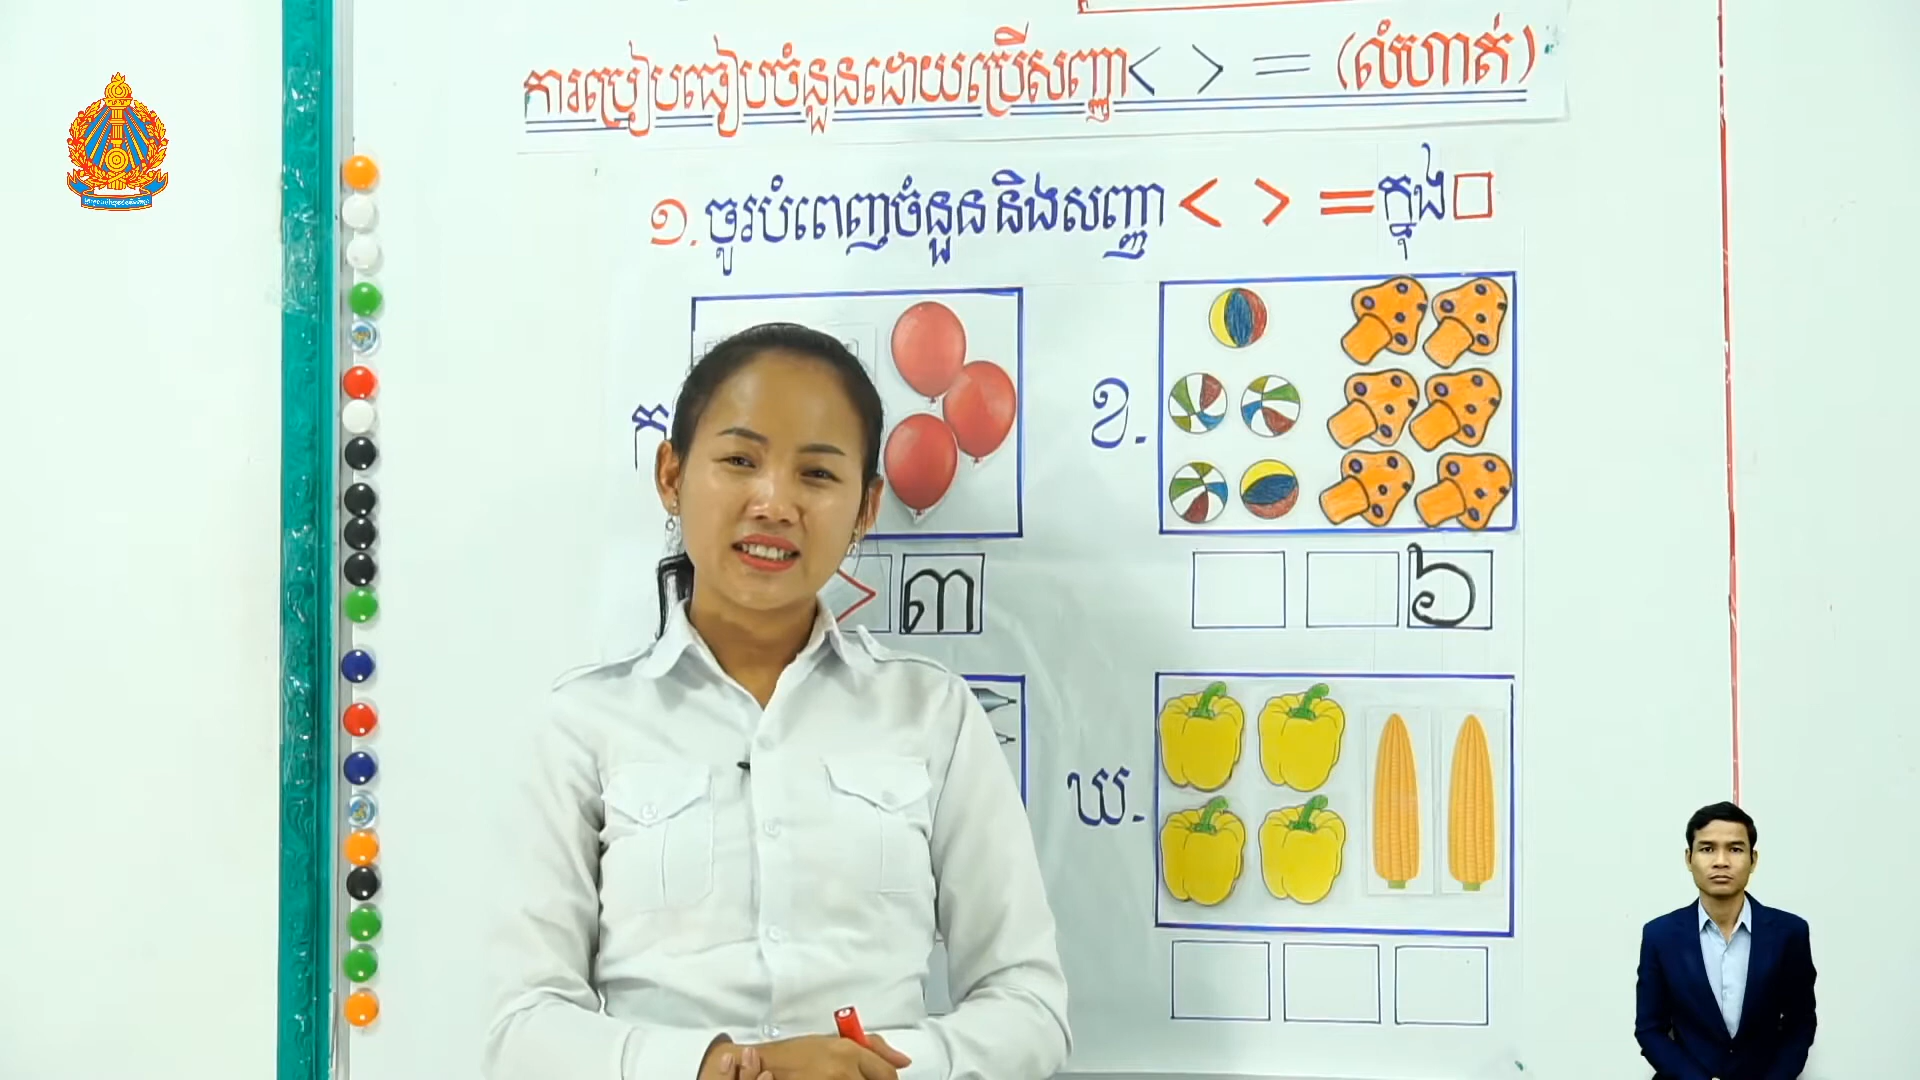 ការប្រៀបធៀបចំនួនដោយប្រើសញ្ញា < > = (លំហាត់)
១. ចូរបំពេញចំនួននិងសញ្ញា < > = ក្នុង □
ក
ខ.
> ៣
៦
ឃ.